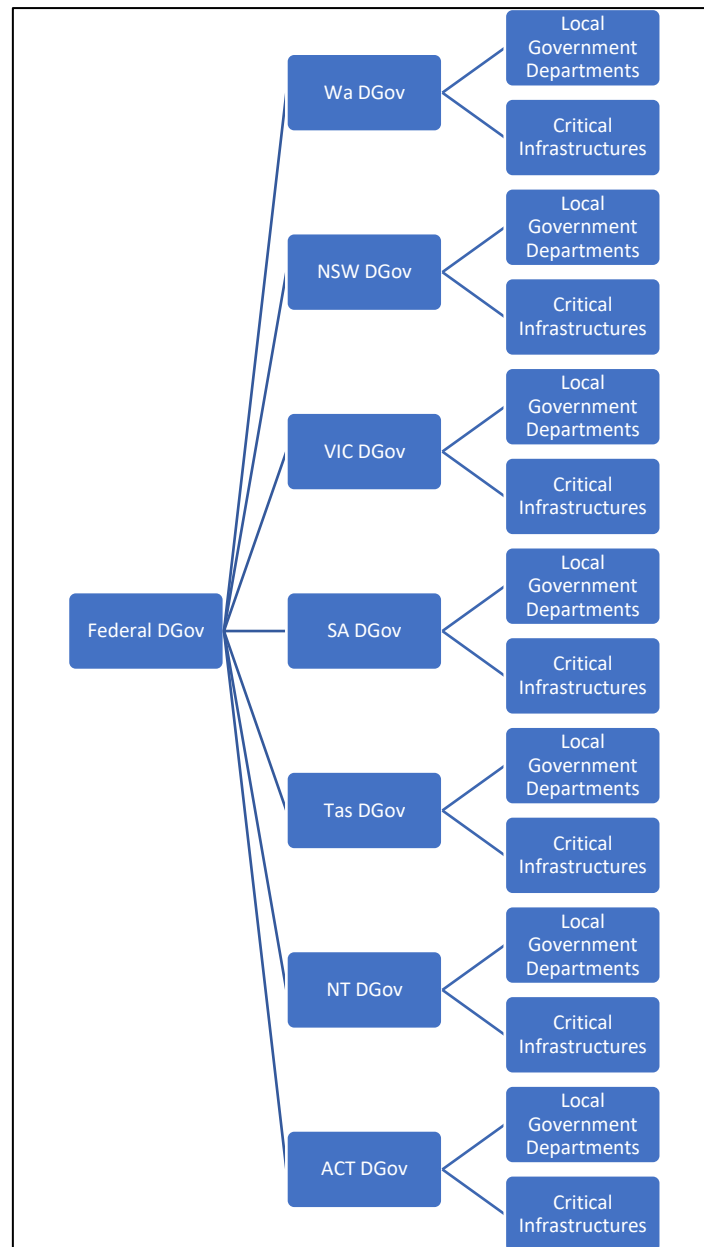 Federal DGov
Wa DGov
Local
Government
Departments
Critical
Infrastructures
NSW DGov
Local
Government
Departments
Critical
Infrastructures
VIC DGov
Local
Government
Departments
Critical
Infrastructures
SA DGov
Local
Government
Departments
Critical
Infrastructures
Tas DGov
Local
Government
Departments
Critical
Infrastructures
NT DGov
Local
Government
Departments
Critical
Infrastructures
ACT DGov
Local
Government
Departments
Critical
Infrastructures